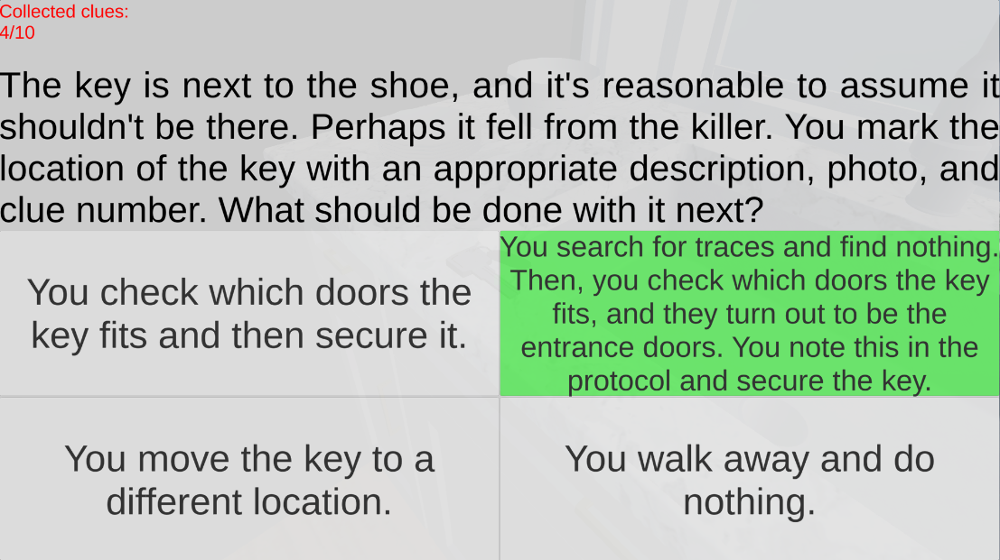 Collected clues:
4/10
The key is next to the shoe, and it's reasonable to assume it
shouldn't be there. Perhaps it fell from the killer. You mark the
location of the key with an appropriate description, photo, and
clue number. What should be done with it next?
You check which doors the
key fits and then secure it.
You search for traces and find nothing.
Then, you check which doors the key
fits, and they turn out to be the
entrance doors. You note this in the
protocol and secure the key.
You move the key to a
different location.
You walk away and do
nothing.